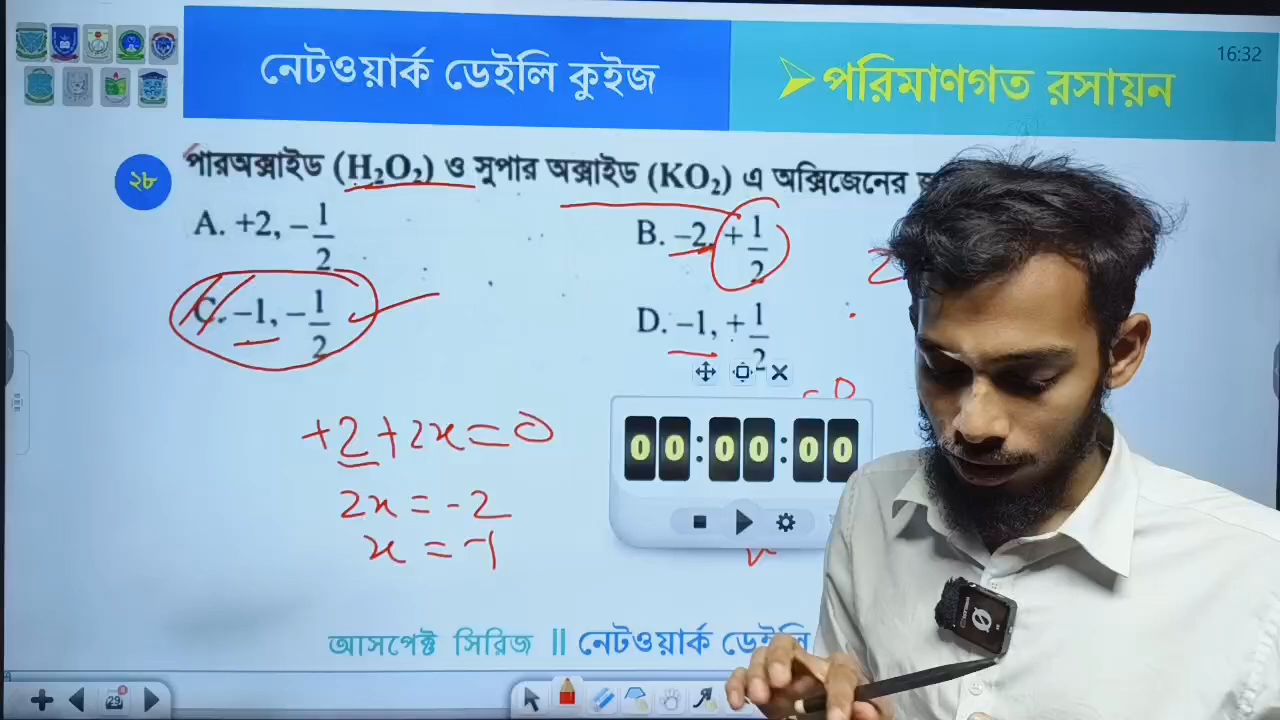 নেটওয়ার্ক ডেইলি কুইজ
পরিমাণগত রসায়ন
16:32
২৮
পারঅক্সাইড (H₂O₂) ও সুপার অক্সাইড (KO₂) এ অক্সিজেনের
A. +2, −1/2
B. −2, +1/2
C. −1, −1/2
D. −1, +1/2
+2+2x=0
2x=-2
x=-1
00:00:00
আসপেক্ট সিরিজ || নেটওয়ার্ক ডেইলি
29